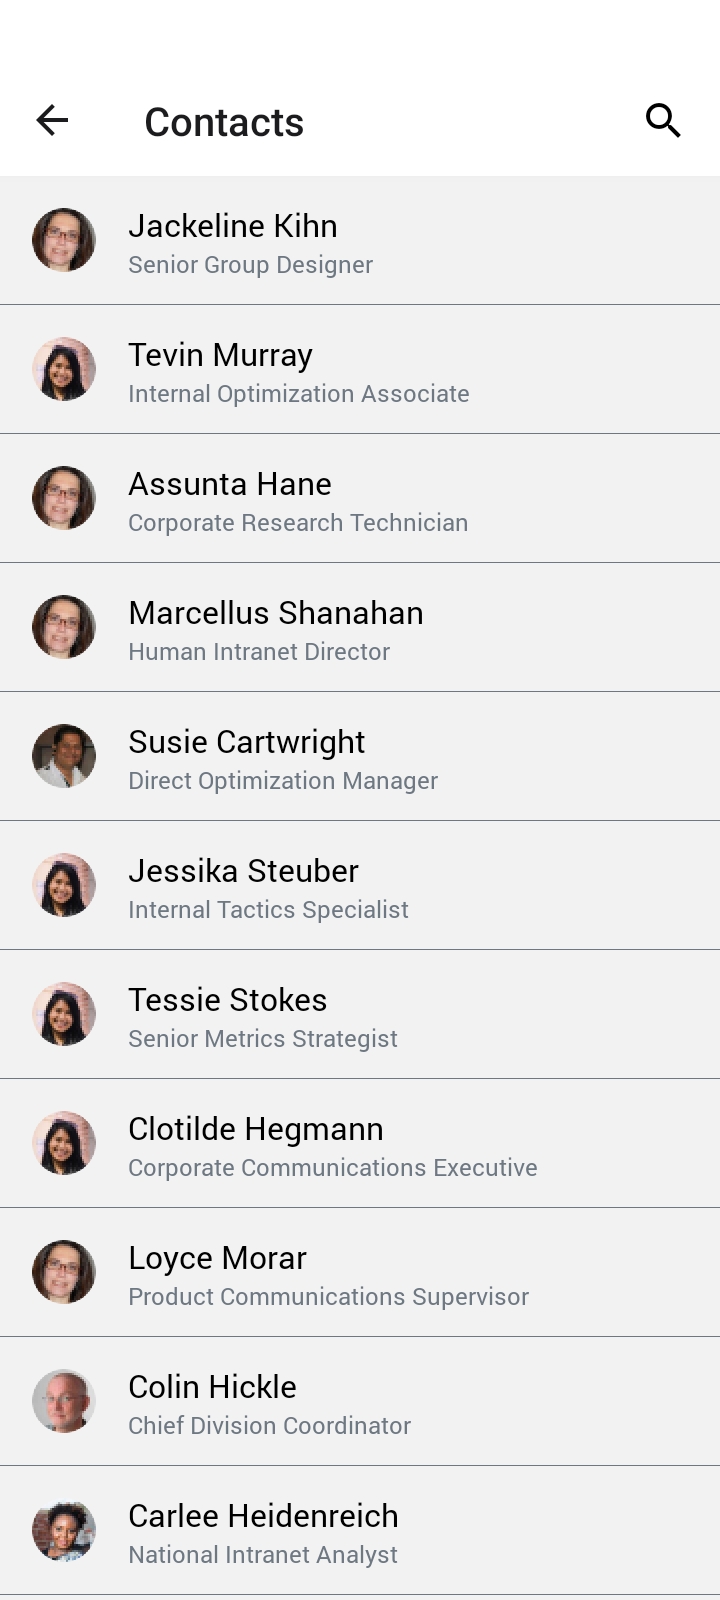 Contacts
Jackeline Kihn
Senior Group Designer
Tevin Murray
Internal Optimization Associate
Assunta Hane
Corporate Research Technician
Marcellus Shanahan
Human Intranet Director
Susie Cartwright
Direct Optimization Manager
Jessika Steuber
Internal Tactics Specialist
Tessie Stokes
Senior Metrics Strategist
Clotilde Hegmann
Corporate Communications Executive
Loyce Morar
Product Communications Supervisor
Colin Hickle
Chief Division Coordinator
Carlee Heidenreich
National Intranet Analyst